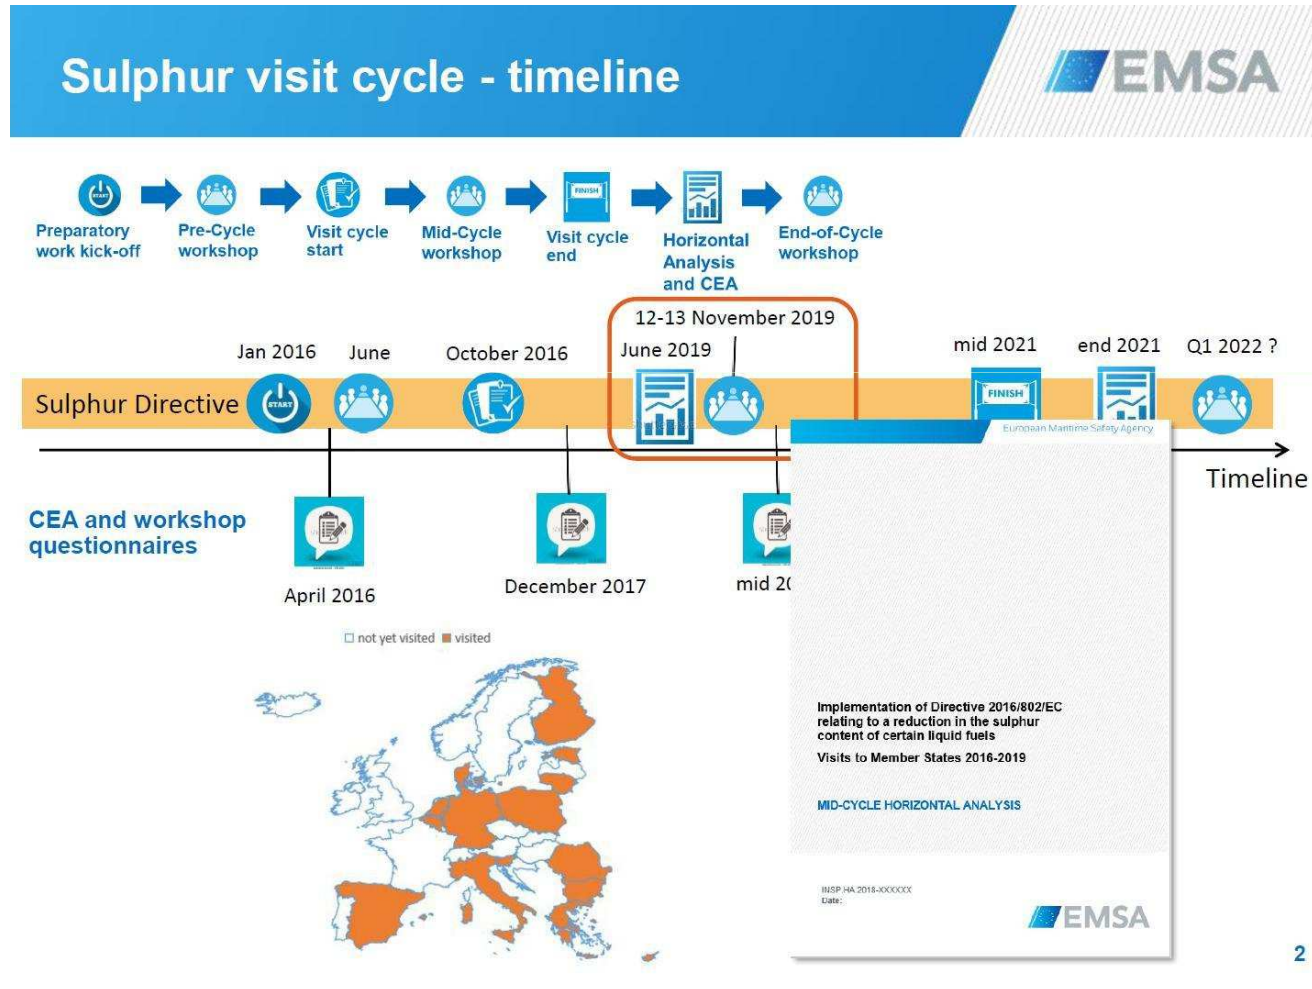 Sulphur visit cycle - timeline
EMSA
START
FINISH
Preparatory
work kick-off
Pre-Cycle
workshop
Visit cycle
start
Mid-Cycle
workshop
Visit cycle
end
Horizontal
Analysis
and CEA
End-of-Cycle
workshop
12-13 November 2019
Jan 2016
June
October 2016
June 2019
mid 2021
end 2021
Q1 2022 ?
Sulphur Directive
START
FINISH
Timeline
CEA and workshop
questionnaires
April 2016
December 2017
mid 20
not yet visited
visited
European Maritime Safety Agency
Implementation of Directive 2016/802/EC
relating to a reduction in the sulphur
content of certain liquid fuels
Visits to Member States 2016-2019
MID-CYCLE HORIZONTAL ANALYSIS
INSP.HA.2018-XXXXXX
Date:
EMSA
2